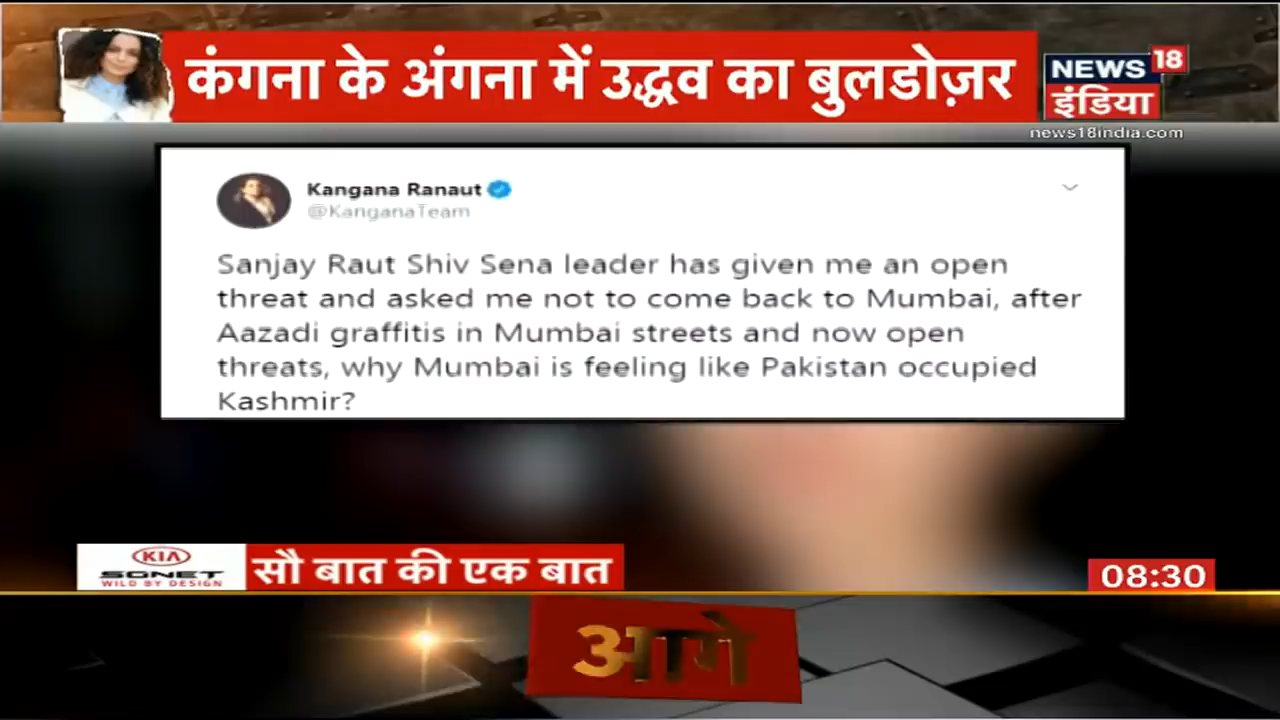 कंगना के अंगना में उद्धव का बुलडोज़र
NEWS 18
इंडिया
news18india.com
Kangana Ranaut
@KanganaTeam
Sanjay Raut Shiv Sena leader has given me an open
threat and asked me not to come back to Mumbai, after
Aazadi graffitis in Mumbai streets and now open
threats, why Mumbai is feeling like Pakistan occupied
Kashmir?
KIA
SONET
WILD BY DESIGN
सौ बात की एक बात
08:30
आगे